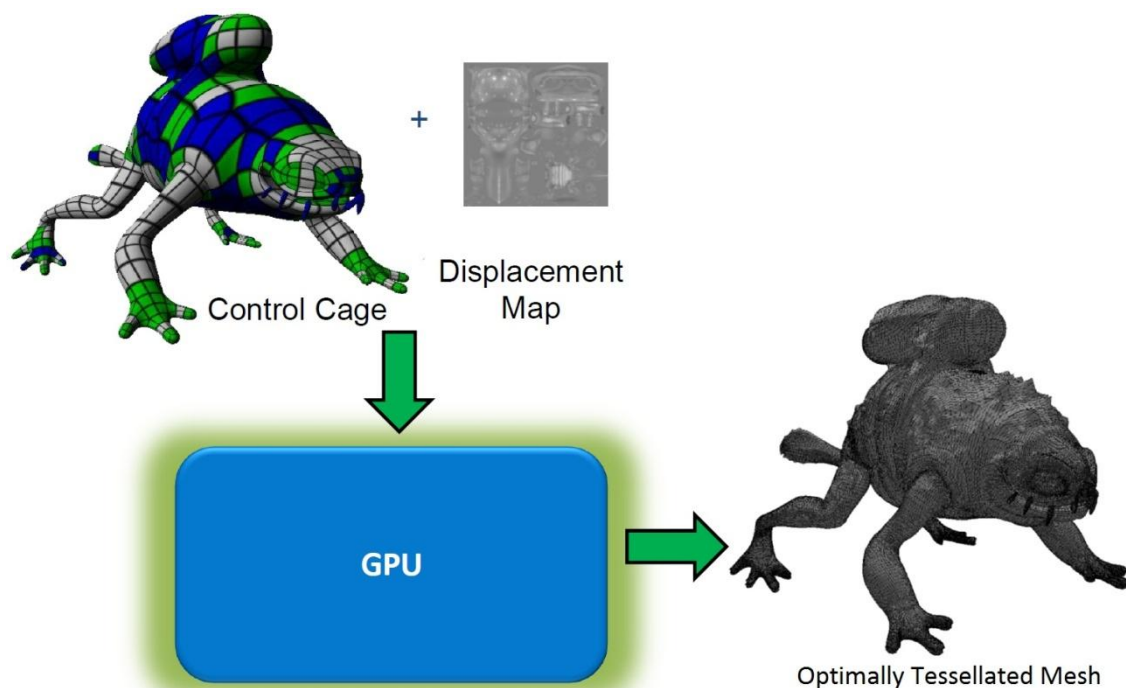 +
Displacement
Map
Control Cage
GPU
Optimally Tessellated Mesh